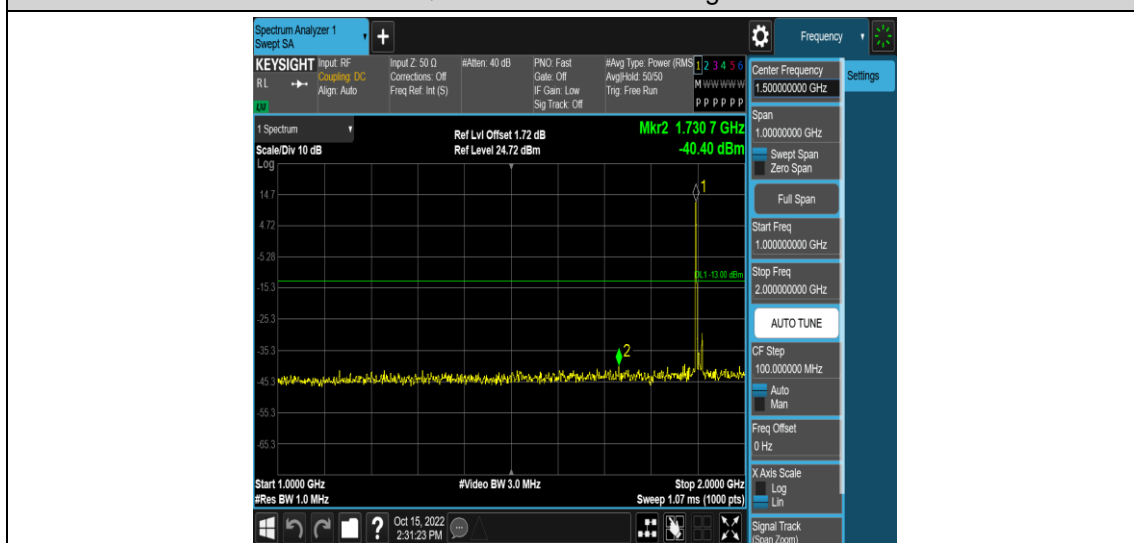 Spectrum Analyzer 1
Swept SA
+
Frequency
KEYSIGHT
RL
Input: RF
Coupling: DC
Align: Auto
Input Z: 50 Ω
Corrections: Off
Freq Ref: Int (S)
#Atten: 40 dB
PNO: Fast
Gate: Off
IF Gain: Low
Sig Track: Off
#Avg Type: Power (RMS
Avg|Hold: 50/50
Trig: Free Run
1 2 3 4 5 6
M W W W W W
P P P P P P
1 Spectrum
Scale/Div 10 dB
Log
Ref Lvl Offset 1.72 dB
Ref Level 24.72 dBm
Mkr2 1.730 7 GHz
-40.40 dBm
1
14.7
4.72
-5.28
DL1 -13.00 dBm
-15.3
-25.3
2
-35.3
-45.3
-55.3
-65.3
Start 1.0000 GHz
#Res BW 1.0 MHz
#Video BW 3.0 MHz
Stop 2.0000 GHz
Sweep 1.07 ms (1000 pts)
?
Oct 15, 2022
2:31:23 PM
Center Frequency
1.500000000 GHz
Settings
Span
1.00000000 GHz
Swept Span
Zero Span
Full Span
Start Freq
1.000000000 GHz
Stop Freq
2.000000000 GHz
AUTO TUNE
CF Step
100.000000 MHz
Auto
Man
Freq Offset
0 Hz
X Axis Scale
Log
Lin
Signal Track
(Span Zoom)